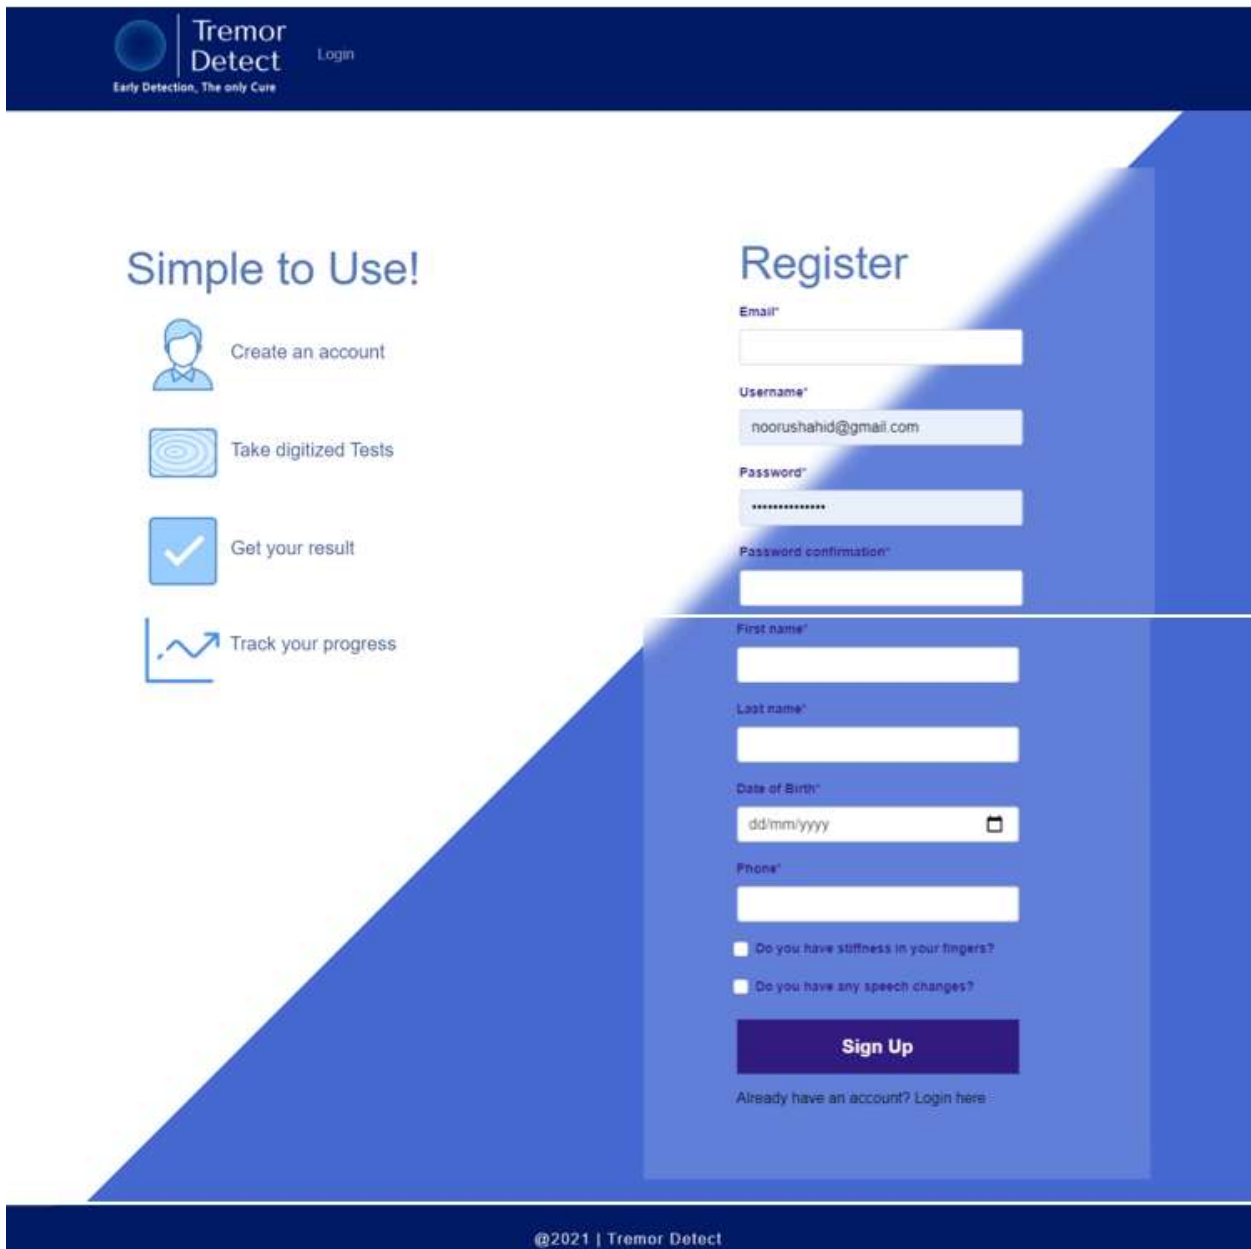 Tremor
Detect
Early Detection, The only Cure
Login
Simple to Use!
Create an account
Take digitized Tests
Get your result
Track your progress
Register
Email*
Username*
noorushahid@gmail.com
Password*
••••••••••••••
Password confirmation*
First name*
Last name*
Date of Birth*
dd/mm/yyyy
Phone*
Do you have stiffness in your fingers?
Do you have any speech changes?
Sign Up
Already have an account? Login here
@2021 | Tremor Detect